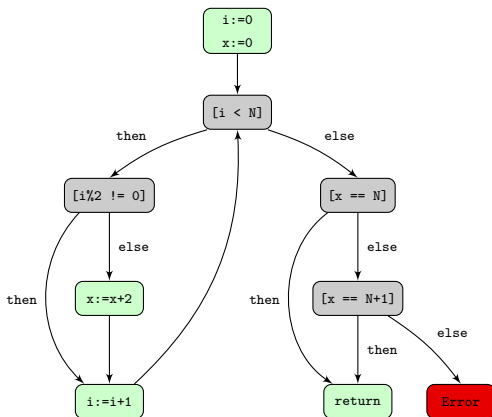 i:=0
x:=0
[i < N]
then
else
[i%2 != 0]
[x == N]
else
else
then
x:=x+2
then
[x == N+1]
then
else
i:=i+1
return
Error